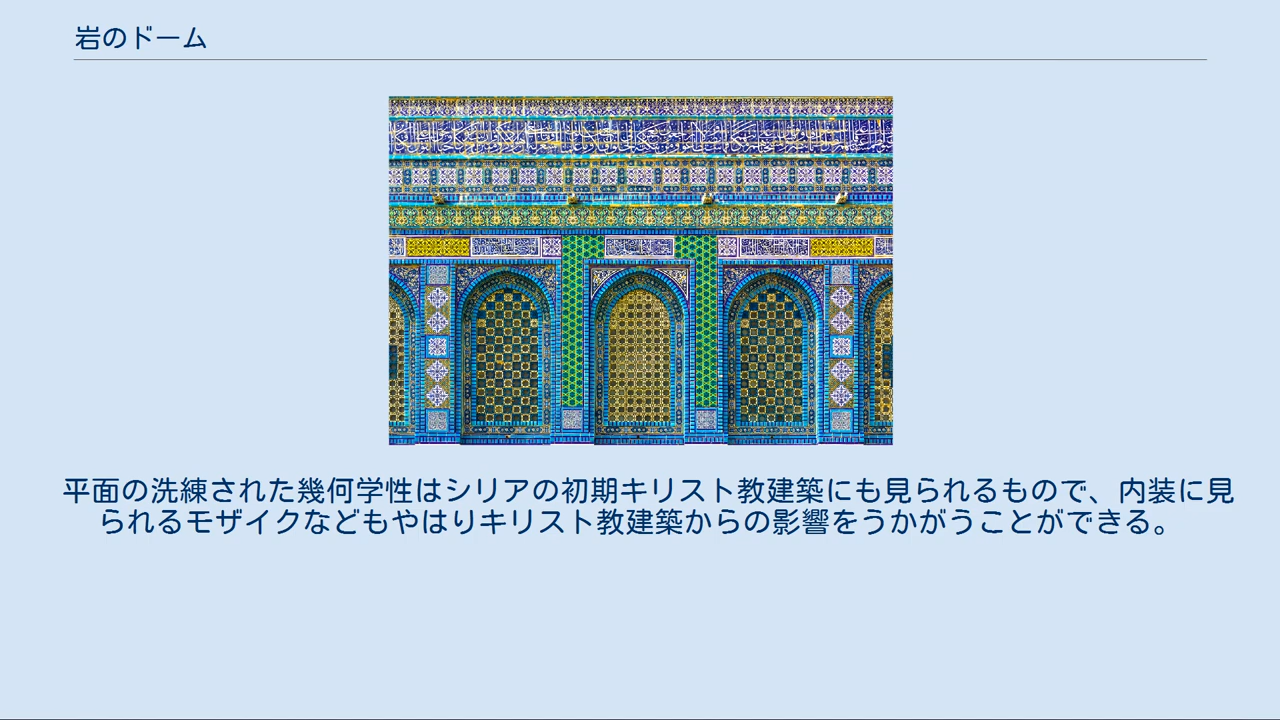 岩のドーム
平面の洗練された幾何学性はシリアの初期キリスト教建築にも見られるもので、内装に見
られるモザイクなどもやはりキリスト教建築からの影響をうかがうことができる。